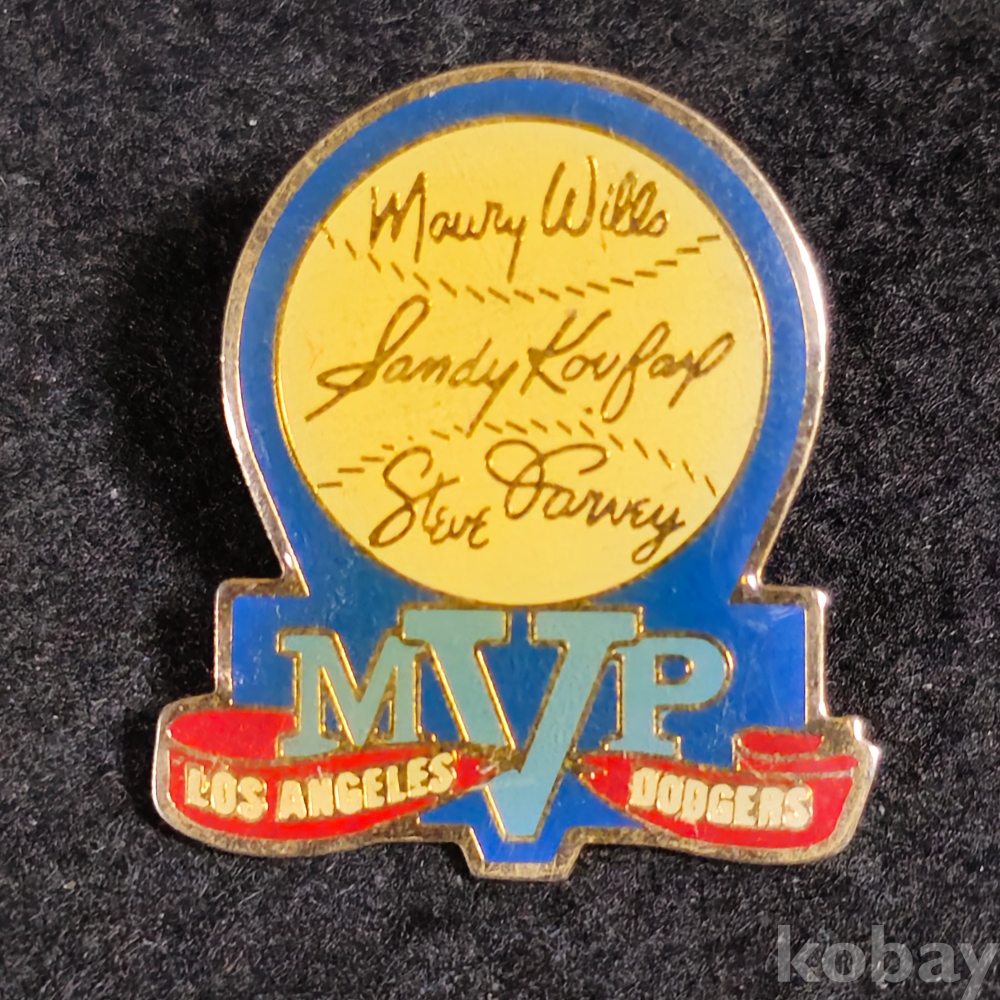 Maury Wills
Sandy Koufax
Steve Garvey
MVP
LOS ANGELES DODGERS
kobay